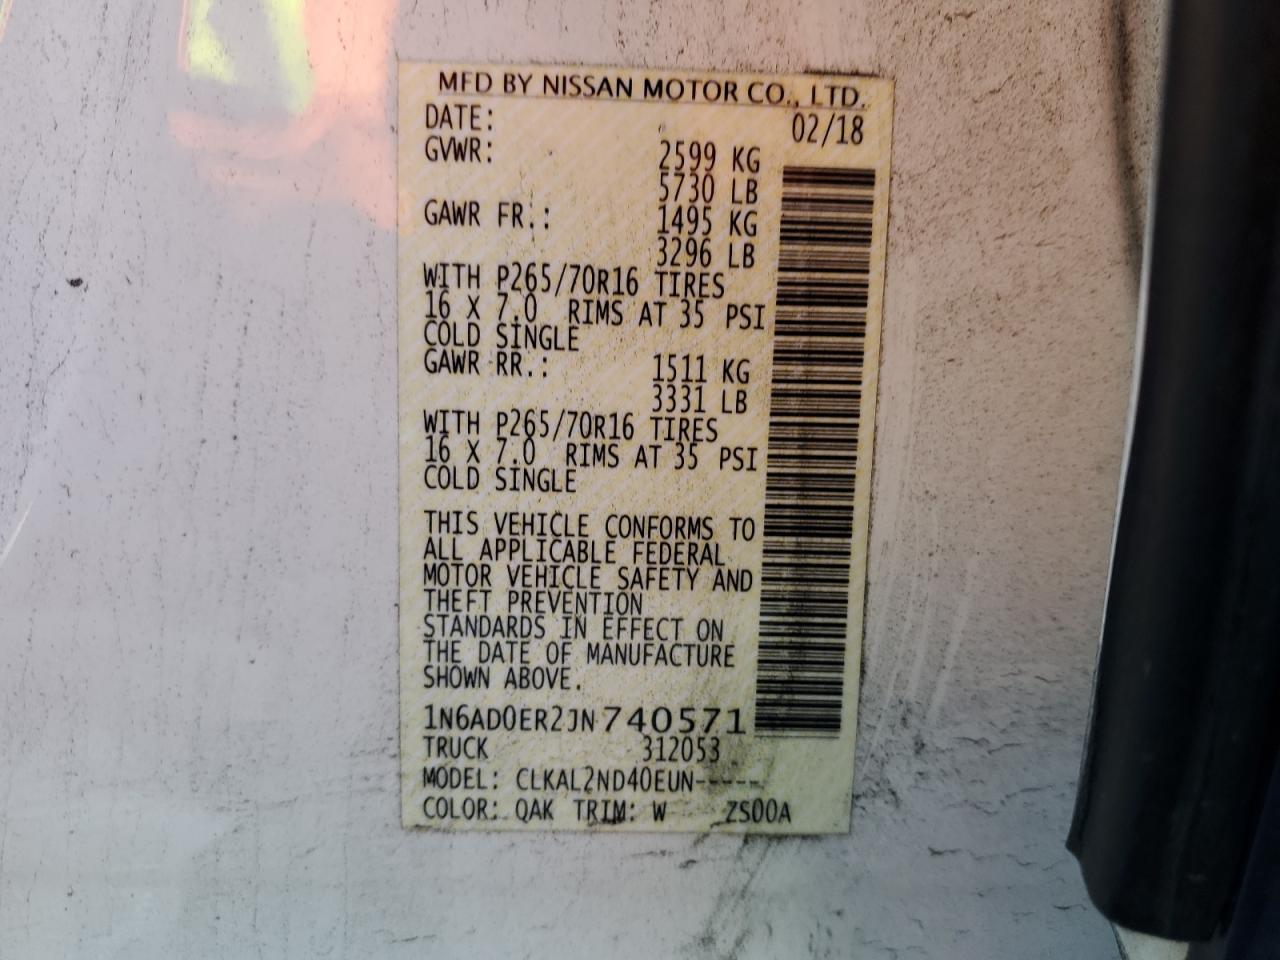 MFD BY NISSAN MOTOR CO., LTD.
DATE: 02/18
GVWR: 2599 KG
5730 LB
GAWR FR.: 1495 KG
3296 LB
WITH P265/70R16 TIRES
16 X 7.0 RIMS AT 35 PSI
COLD SINGLE
GAWR RR.: 1511 KG
3331 LB
WITH P265/70R16 TIRES
16 X 7.0 RIMS AT 35 PSI
COLD SINGLE
THIS VEHICLE CONFORMS TO
ALL APPLICABLE FEDERAL
MOTOR VEHICLE SAFETY AND
THEFT PREVENTION
STANDARDS IN EFFECT ON
THE DATE OF MANUFACTURE
SHOWN ABOVE.
1N6AD0ER2JN740571
TRUCK 312053
MODEL: CLKAL2ND40EUN-----
COLOR: QAK TRIM: W ZS00A